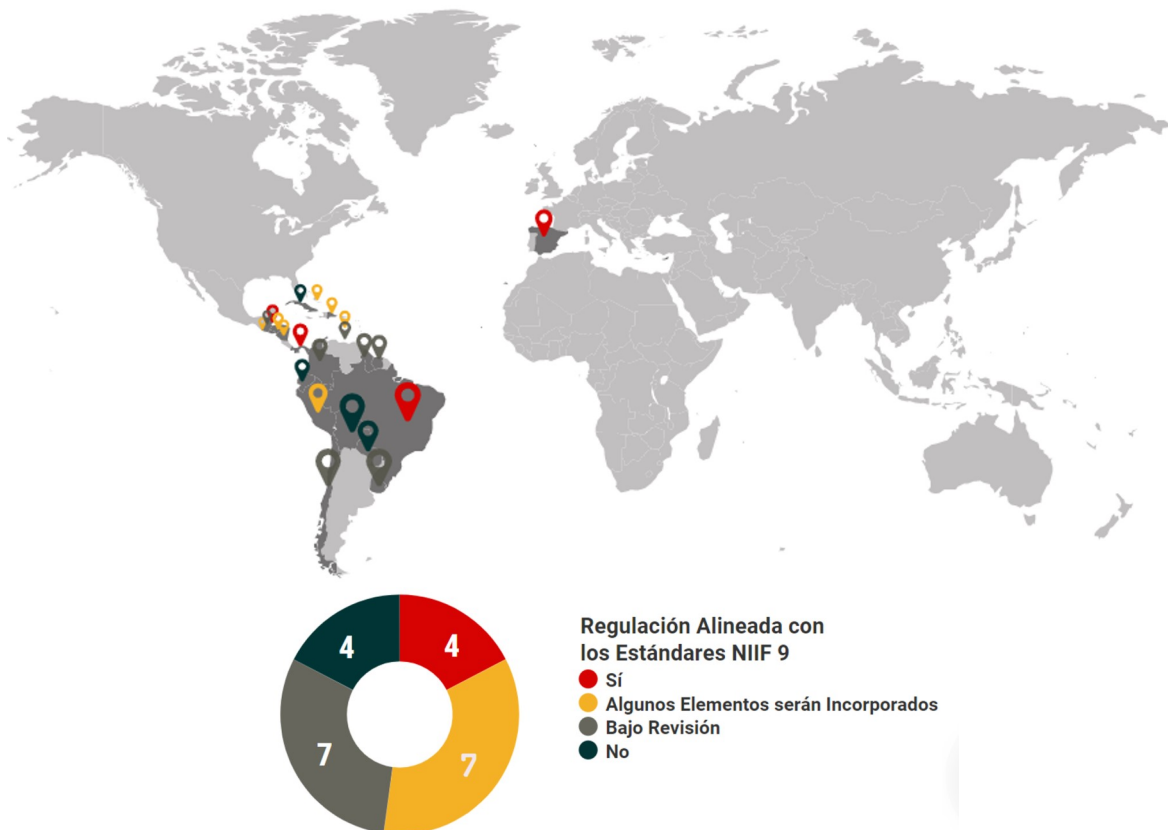 4
4
7
7
Regulación Alineada con
los Estándares NIIF 9
Sí
Algunos Elementos serán Incorporados
Bajo Revisión
No